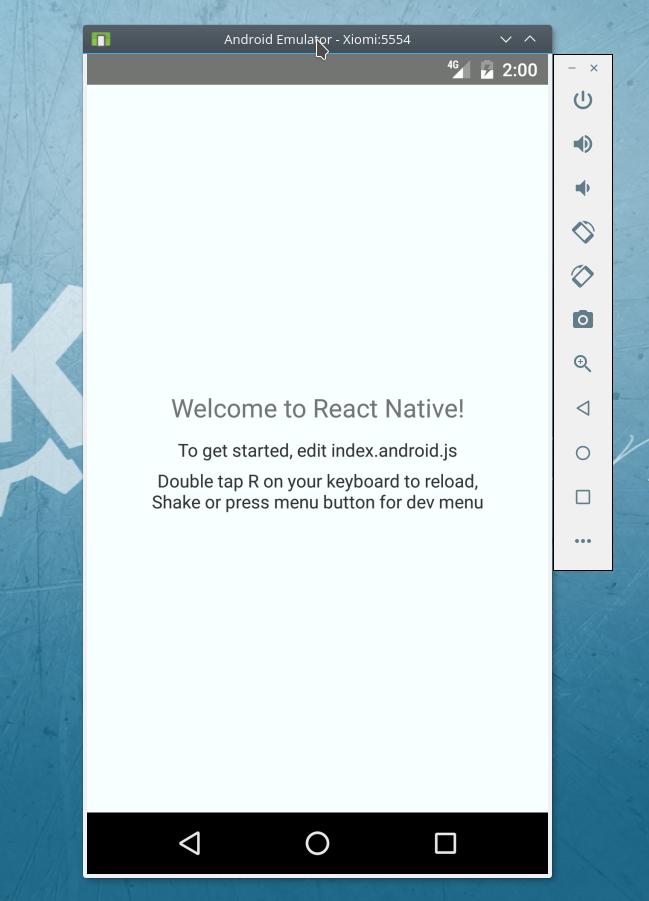 Android Emulator - Xiomi:5554
4G 2:00
Welcome to React Native!
To get started, edit index.android.js
Double tap R on your keyboard to reload,
Shake or press menu button for dev menu
K